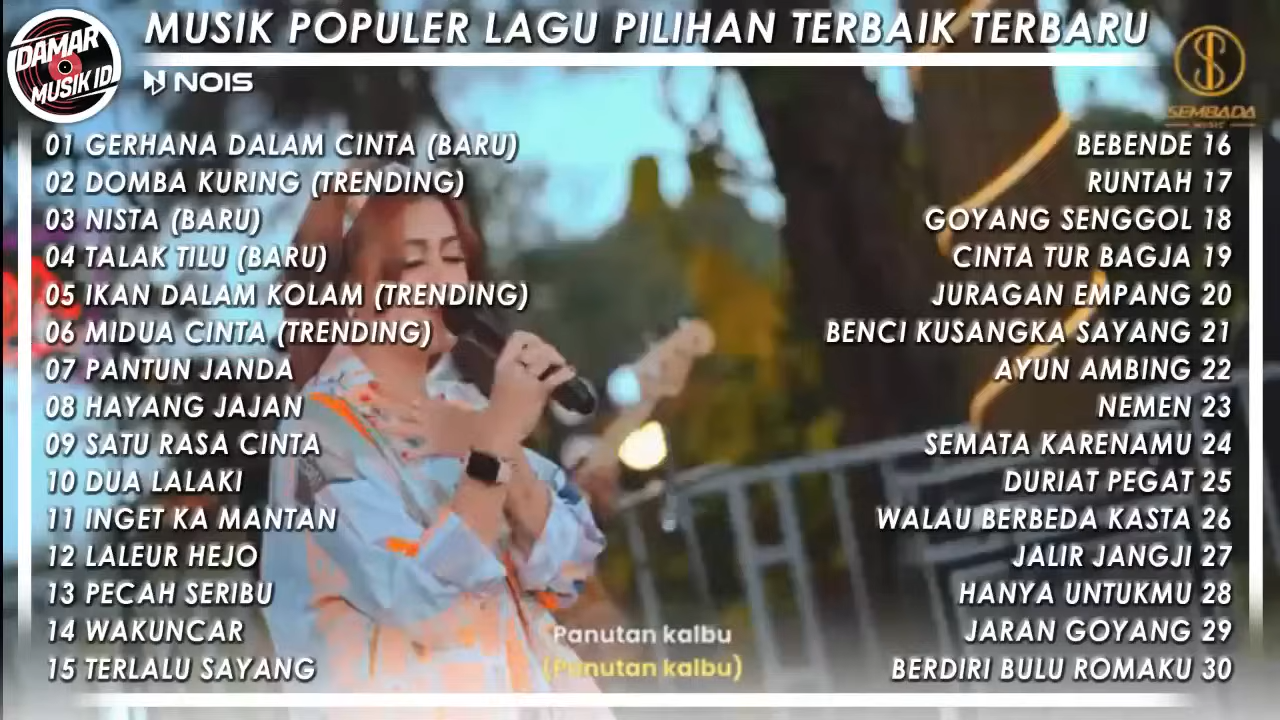 DAMAR
MUSIK ID
MUSIK POPULER LAGU PILIHAN TERBAIK TERBARU
NOIS
SEMBADA
MUSIC
01 GERHANA DALAM CINTA (BARU)
02 DOMBA KURING (TRENDING)
03 NISTA (BARU)
04 TALAK TILU (BARU)
05 IKAN DALAM KOLAM (TRENDING)
06 MIDUA CINTA (TRENDING)
07 PANTUN JANDA
08 HAYANG JAJAN
09 SATU RASA CINTA
10 DUA LALAKI
11 INGET KA MANTAN
12 LALEUR HEJO
13 PECAH SERIBU
14 WAKUNCAR
15 TERLALU SAYANG
BEBENDE 16
RUNTAH 17
GOYANG SENGGOL 18
CINTA TUR BAGJA 19
JURAGAN EMPANG 20
BENCI KUSANGKA SAYANG 21
AYUN AMBING 22
NEMEN 23
SEMATA KARENAMU 24
DURIAT PEGAT 25
WALAU BERBEDA KASTA 26
JALIR JANGJI 27
HANYA UNTUKMU 28
JARAN GOYANG 29
BERDIRI BULU ROMAKU 30
Panutan kalbu
(Panutan kalbu)